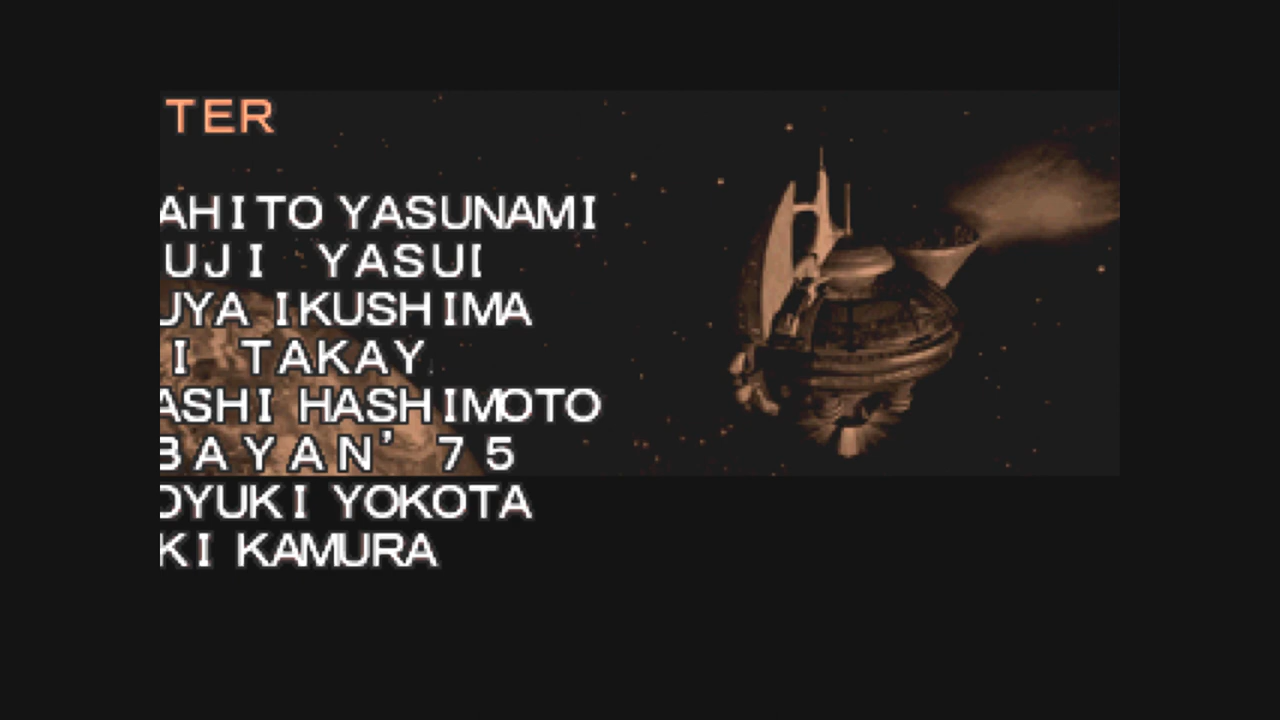 TER
AHITO YASUNAMI
UJI YASUI
UYA IKUSHIMA
I TAKAY
ASHI HASHIMOTO
BAYAN' 75
OYUKI YOKOTA
KI KAMURA